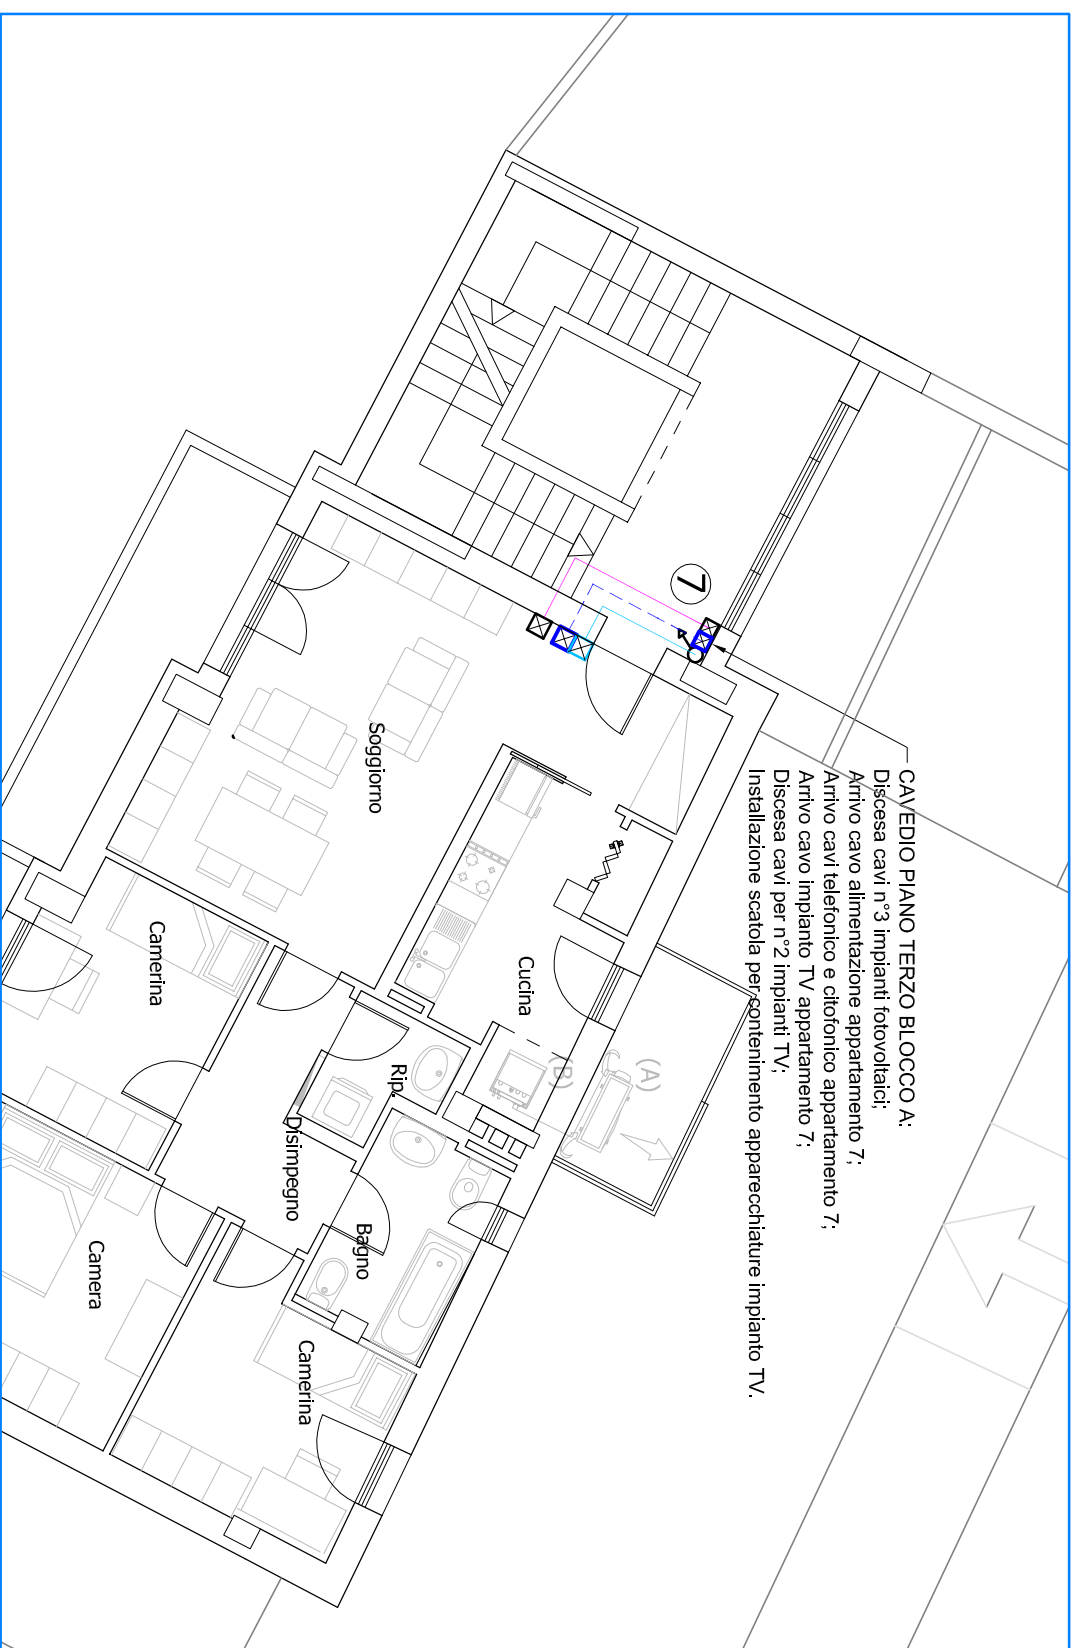 CAVEDIO PIANO TERZO BLOCCO A:
Discesa cavi n°3 impianti fotovoltaici;
Arrivo cavo alimentazione appartamento 7;
Arrivo cavi telefonico e citofonico appartamento 7;
Arrivo cavo impianto TV appartamento 7;
Discesa cavi per n°2 impianti TV;
Installazione scatola per contenimento apparecchiature impianto TV.
7
(A)
(B)
Cucina
Soggiorno
Rip.
Bagno
Camerina
Disimpegno
Camerina
Camera